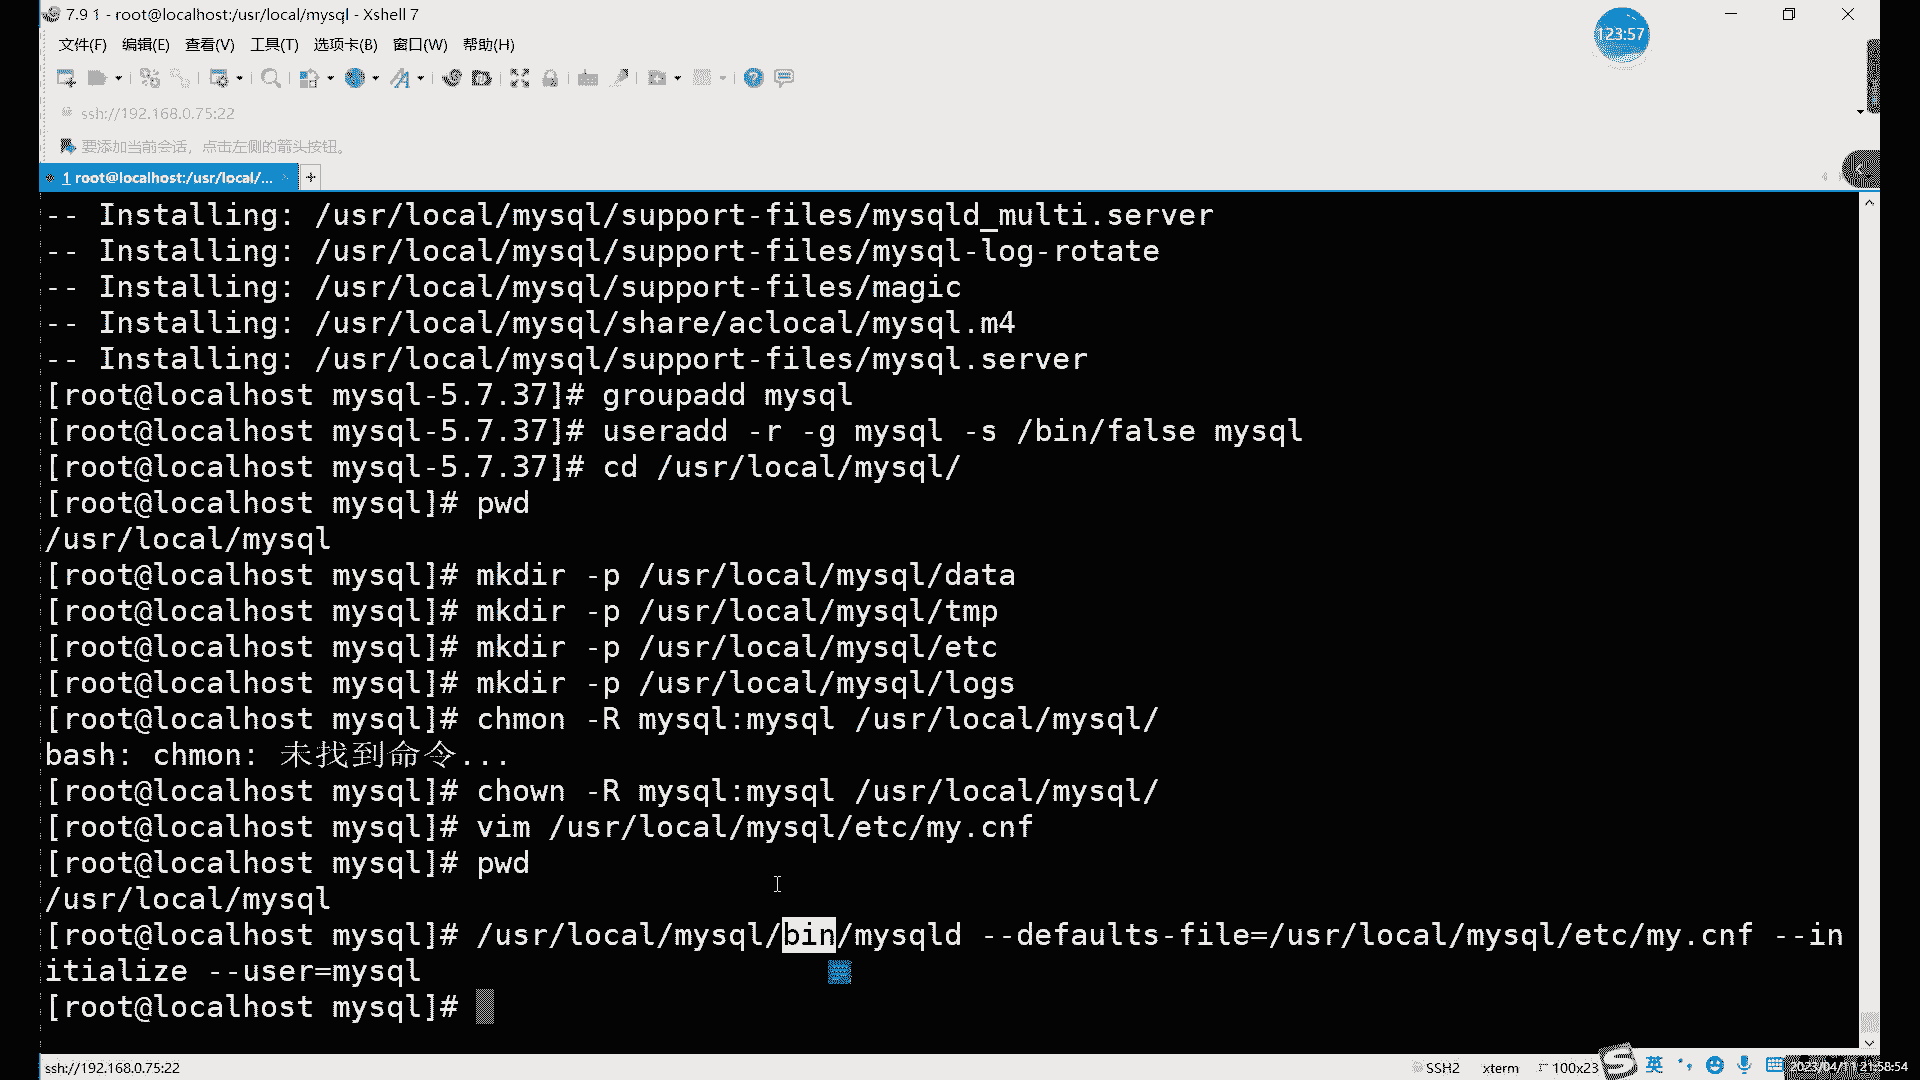 7.9 1 - root@localhost:/usr/local/mysql - Xshell 7
123:57
文件(F) 编辑(E) 查看(V) 工具(T) 选项卡(B) 窗口(W) 帮助(H)
ssh://192.168.0.75:22
要添加当前会话，点击左侧的箭头按钮。
1 root@localhost:/usr/local/...
-- Installing: /usr/local/mysql/support-files/mysqld_multi.server
-- Installing: /usr/local/mysql/support-files/mysql-log-rotate
-- Installing: /usr/local/mysql/support-files/magic
-- Installing: /usr/local/mysql/share/aclocal/mysql.m4
-- Installing: /usr/local/mysql/support-files/mysql.server
[root@localhost mysql-5.7.37]# groupadd mysql
[root@localhost mysql-5.7.37]# useradd -r -g mysql -s /bin/false mysql
[root@localhost mysql-5.7.37]# cd /usr/local/mysql/
[root@localhost mysql]# pwd
/usr/local/mysql
[root@localhost mysql]# mkdir -p /usr/local/mysql/data
[root@localhost mysql]# mkdir -p /usr/local/mysql/tmp
[root@localhost mysql]# mkdir -p /usr/local/mysql/etc
[root@localhost mysql]# mkdir -p /usr/local/mysql/logs
[root@localhost mysql]# chmon -R mysql:mysql /usr/local/mysql/
bash: chmon: 未找到命令...
[root@localhost mysql]# chown -R mysql:mysql /usr/local/mysql/
[root@localhost mysql]# vim /usr/local/mysql/etc/my.cnf
[root@localhost mysql]# pwd
/usr/local/mysql
[root@localhost mysql]# /usr/local/mysql/bin/mysqld --defaults-file=/usr/local/mysql/etc/my.cnf --in
itialize --user=mysql
[root@localhost mysql]#
ssh://192.168.0.75:22 SSH2 xterm 100x23 英 2023/04/11 21:58:54